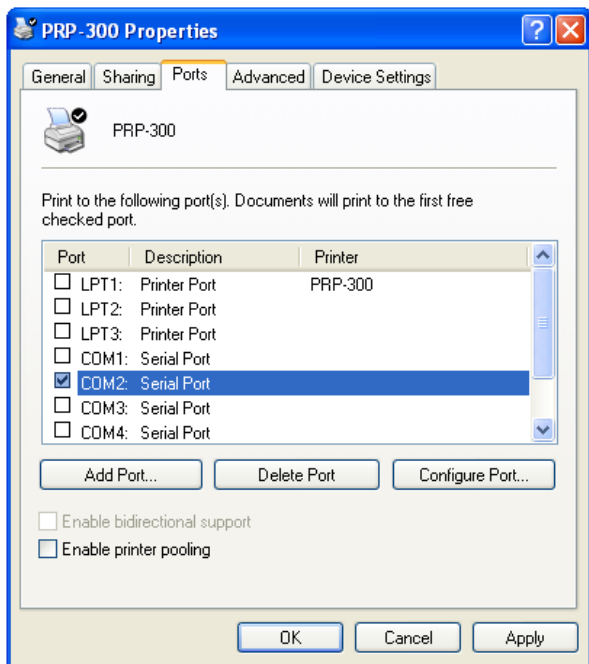 PRP-300 Properties
General Sharing Ports Advanced Device Settings
PRP-300
Print to the following port(s). Documents will print to the first free
checked port.
Port Description Printer
LPT1: Printer Port PRP-300
LPT2: Printer Port
LPT3: Printer Port
COM1: Serial Port
COM2: Serial Port
COM3: Serial Port
COM4: Serial Port
Add Port... Delete Port Configure Port...
Enable bidirectional support
Enable printer pooling
OK Cancel Apply